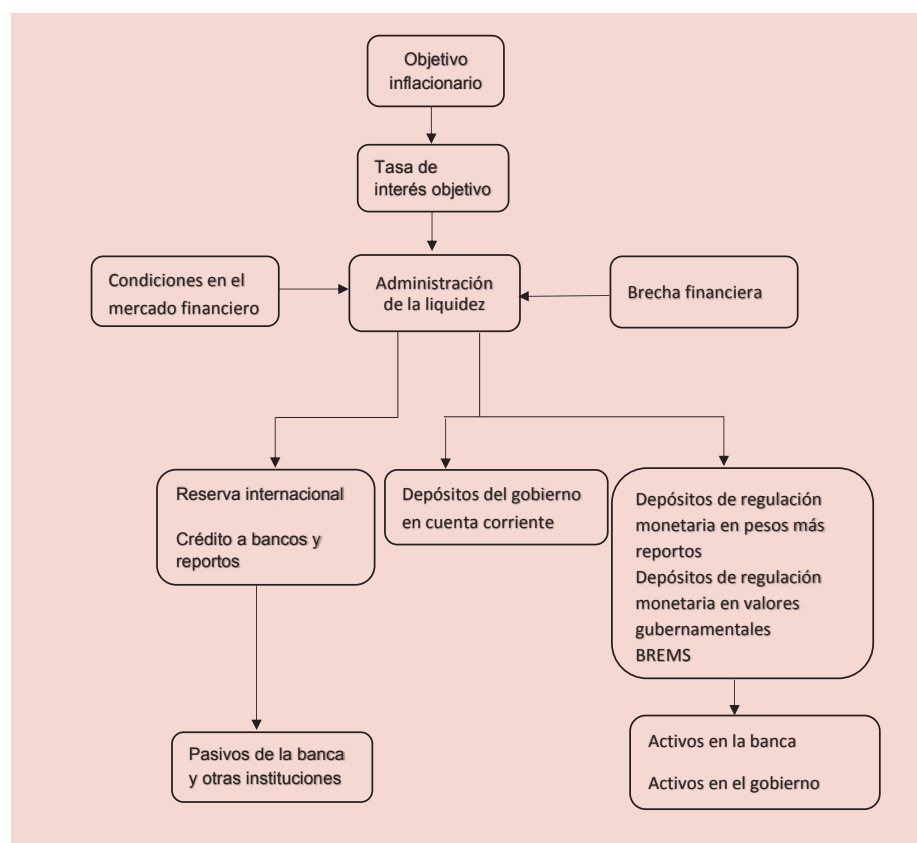 Objetivo
inflacionario
Tasa de
interés objetivo
Condiciones en el
mercado financiero
Administración
de la liquidez
Brecha financiera
Reserva internacional
Crédito a bancos y
reportos
Depósitos del gobierno
en cuenta corriente
Depósitos de regulación
monetaria en pesos más
reportos
Depósitos de regulación
monetaria en valores
gubernamentales
BREMS
Pasivos de la banca
y otras instituciones
Activos en la banca
Activos en el gobierno